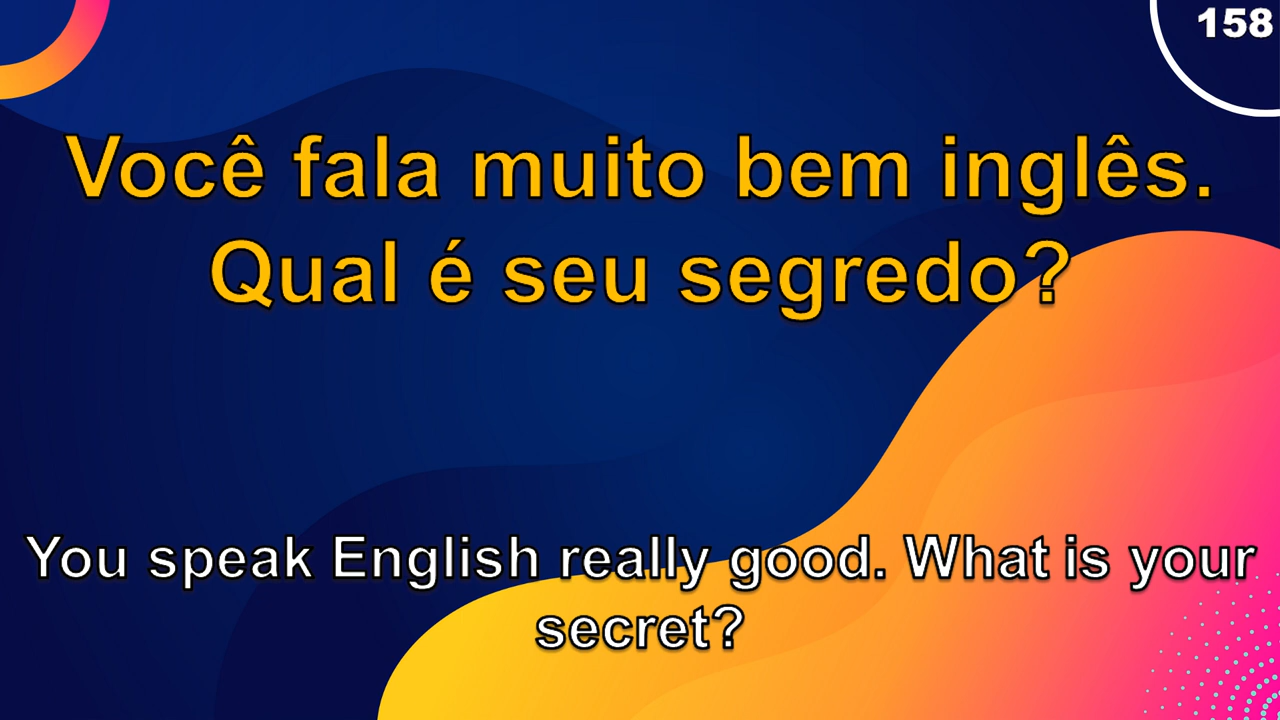 158
Você fala muito bem inglês.
Qual é seu segredo?
You speak English really good. What is your
secret?